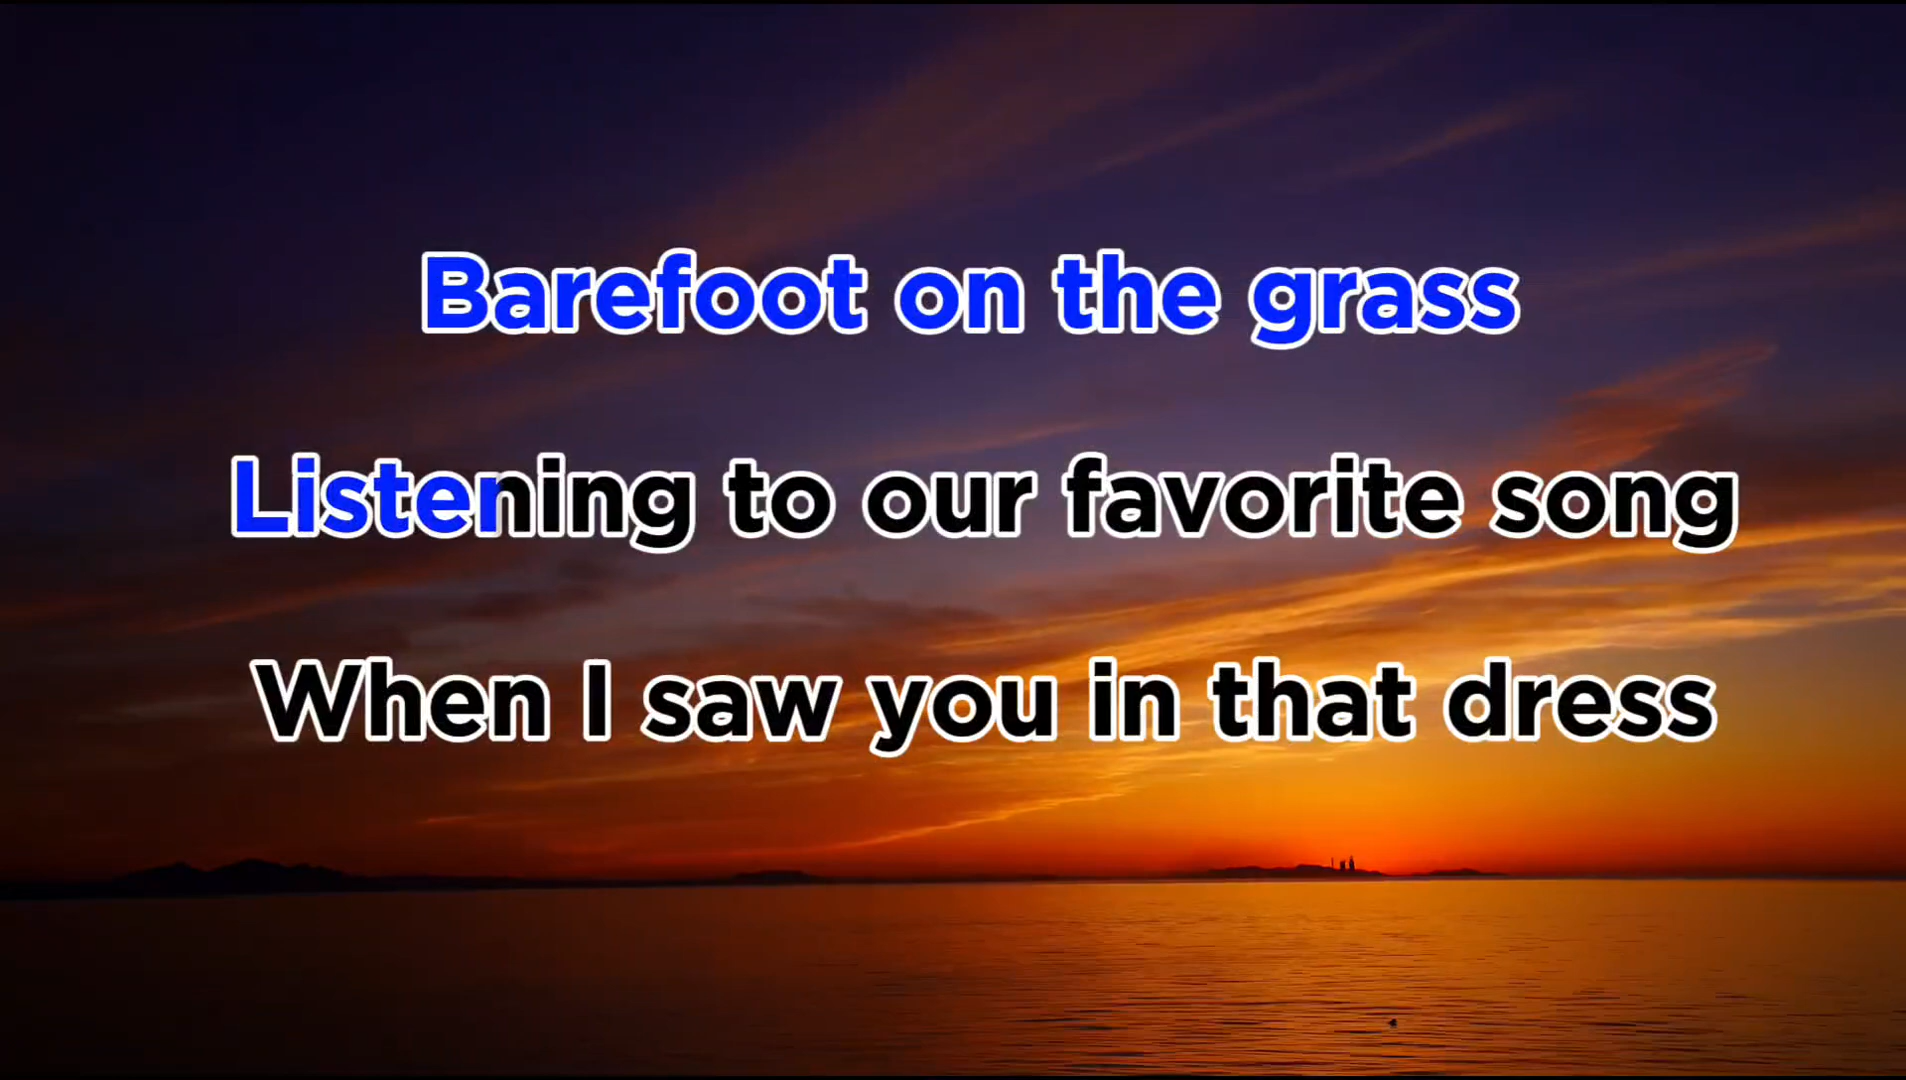 Barefoot on the grass
Listening to our favorite song
When I saw you in that dress